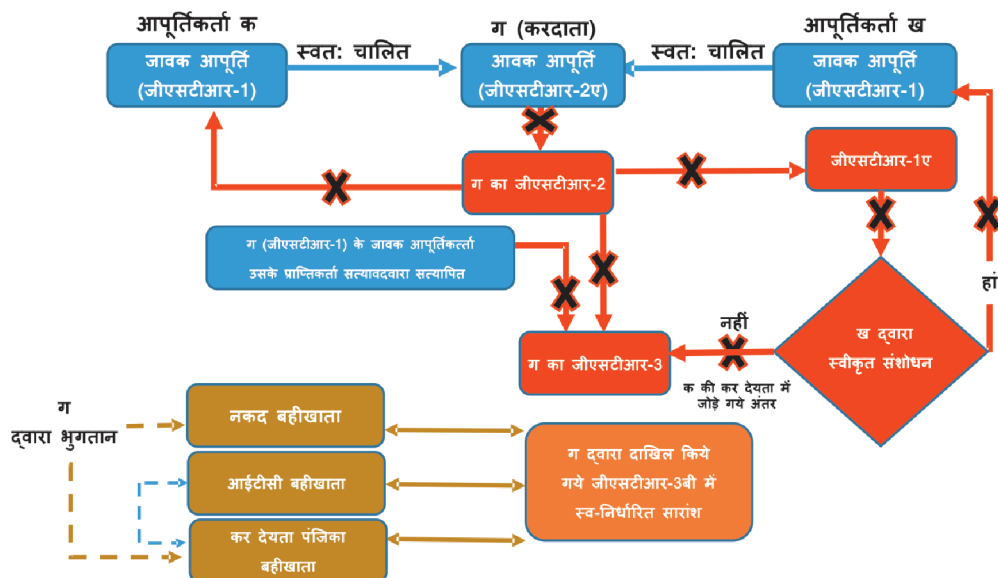 आपूर्तिकर्ता क
ग (करदाता)
आपूर्तिकर्ता ख
जावक आपूर्ति
(जीएसटीआर-1)
स्वत: चालित
आवक आपूर्ति
(जीएसटीआर-2ए)
स्वत: चालित
जावक आपूर्ति
(जीएसटीआर-1)
ग का जीएसटीआर-2
जीएसटीआर-1ए
ग (जीएसटीआर-1) के जावक आपूर्तिकर्त्ता
उसके प्राप्तिकर्ता सत्यावदवारा सत्यापित
हां
नहीं
ख द्वारा
स्वीकृत संशोधन
ग का जीएसटीआर-3
क की कर देयता में
जोड़े गये अंतर
ग
द्वारा भुगतान
नकद बहीखाता
आईटीसी बहीखाता
कर देयता पंजिका
बहीखाता
ग द्वारा दाखिल किये
गये जीएसटीआर-3बी में
स्व-निर्धारित सारांश